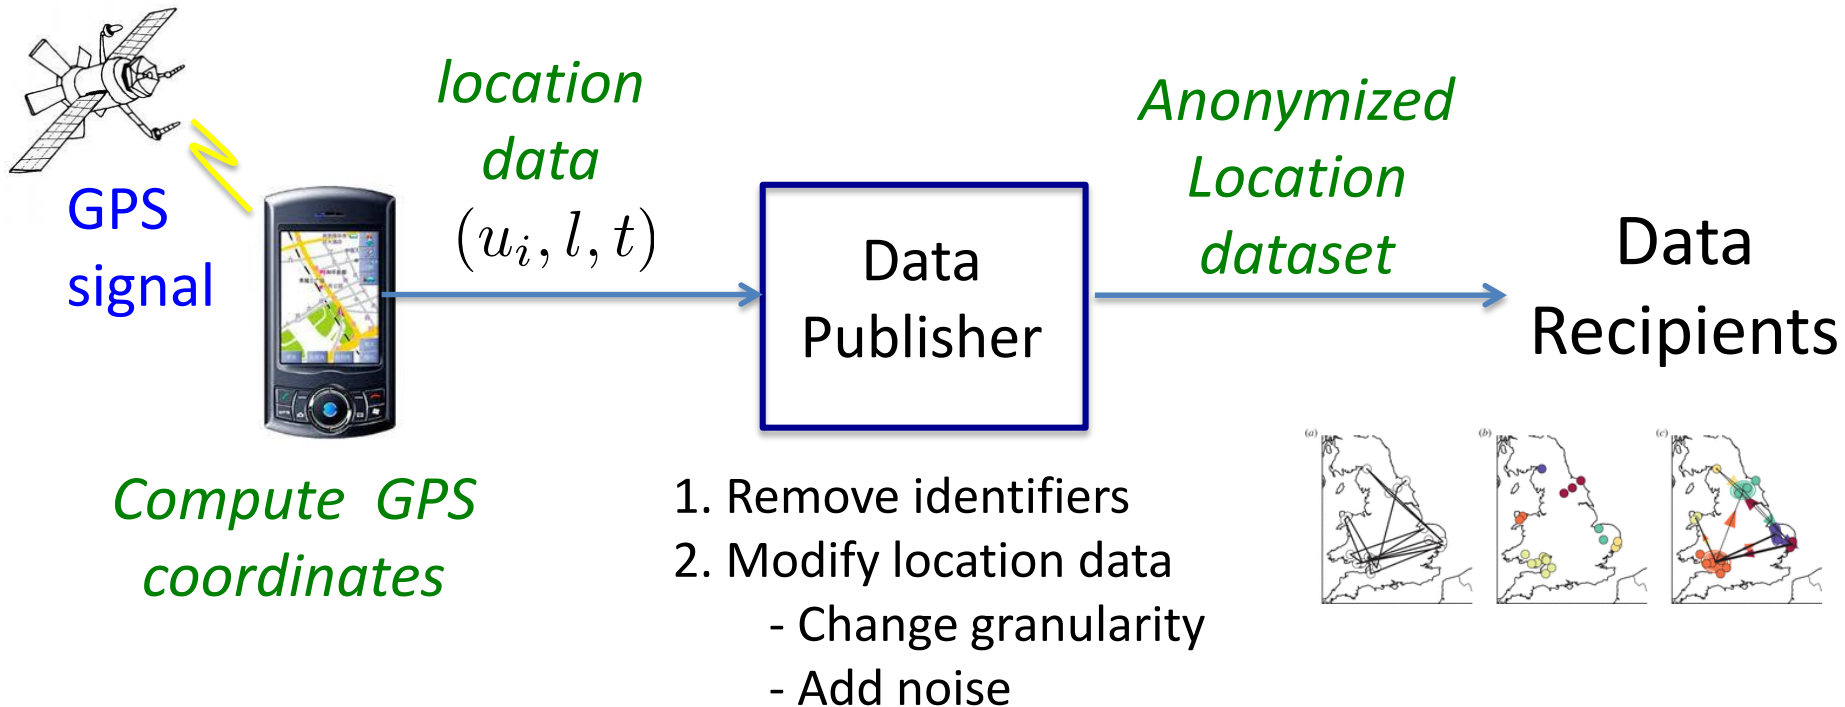 GPS
signal
location
data
(u_i, l, t)
Compute GPS
coordinates
Data
Publisher
1. Remove identifiers
2. Modify location data
- Change granularity
- Add noise
Anonymized
Location
dataset
Data
Recipients
(a)
(b)
(c)